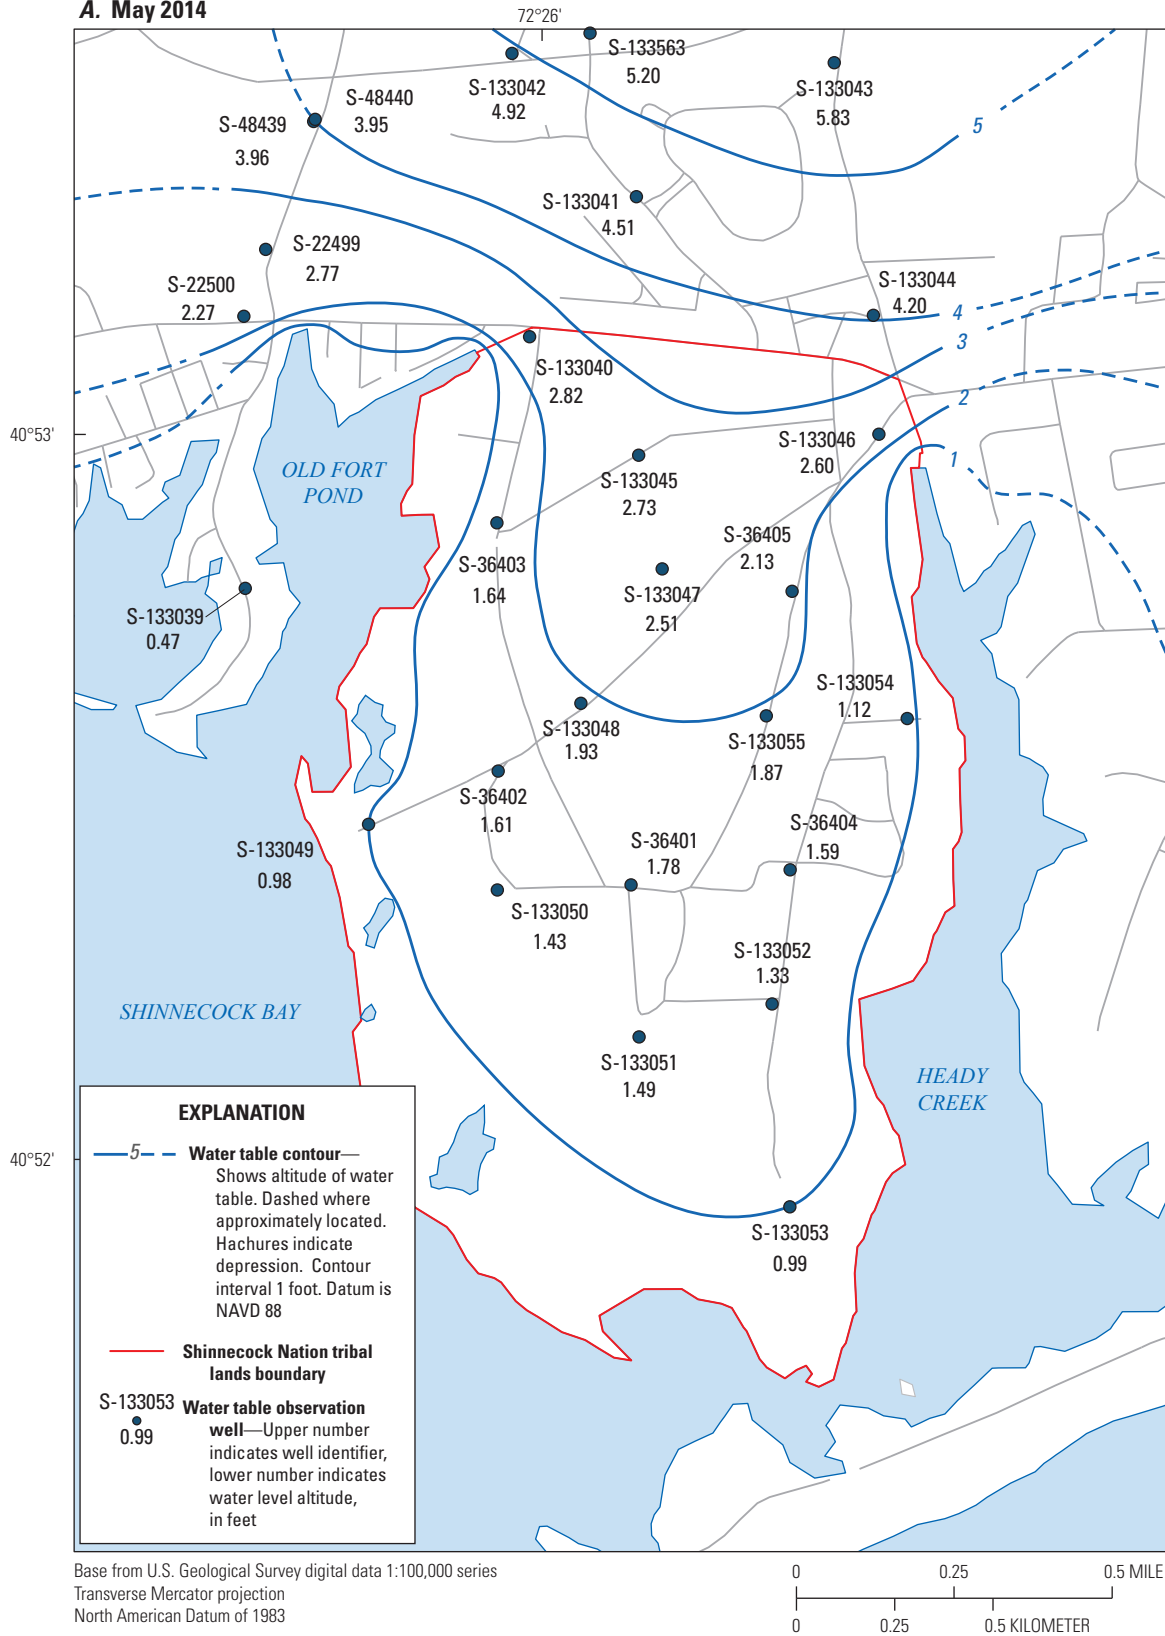 A. May 2014
72°26'
S-133563
5.20
S-133042
4.92
S-133043
5.83
S-48440
3.95
S-48439
3.96
5
S-133041
4.51
S-22499
2.77
S-22500
2.27
S-133044
4.20
4
3
S-133040
2.82
2
40°53'
S-133046
2.60
1
OLD FORT
POND
S-133045
2.73
S-36405
2.13
S-36403
1.64
S-133047
2.51
S-133039
0.47
S-133054
1.12
S-133048
1.93
S-133055
1.87
S-36402
1.61
S-36404
1.59
S-36401
1.78
S-133049
0.98
S-133050
1.43
S-133052
1.33
SHINNECOCK BAY
S-133051
1.49
HEADY
CREEK
40°52'
S-133053
0.99
EXPLANATION
5
Water table contour—
Shows altitude of water
table. Dashed where
approximately located.
Hachures indicate
depression. Contour
interval 1 foot. Datum is
NAVD 88
Shinnecock Nation tribal
lands boundary
S-133053
0.99
Water table observation
well—Upper number
indicates well identifier,
lower number indicates
water level altitude,
in feet
Base from U.S. Geological Survey digital data 1:100,000 series
Transverse Mercator projection
North American Datum of 1983
0 0.25 0.5 MILE
0 0.25 0.5 KILOMETER